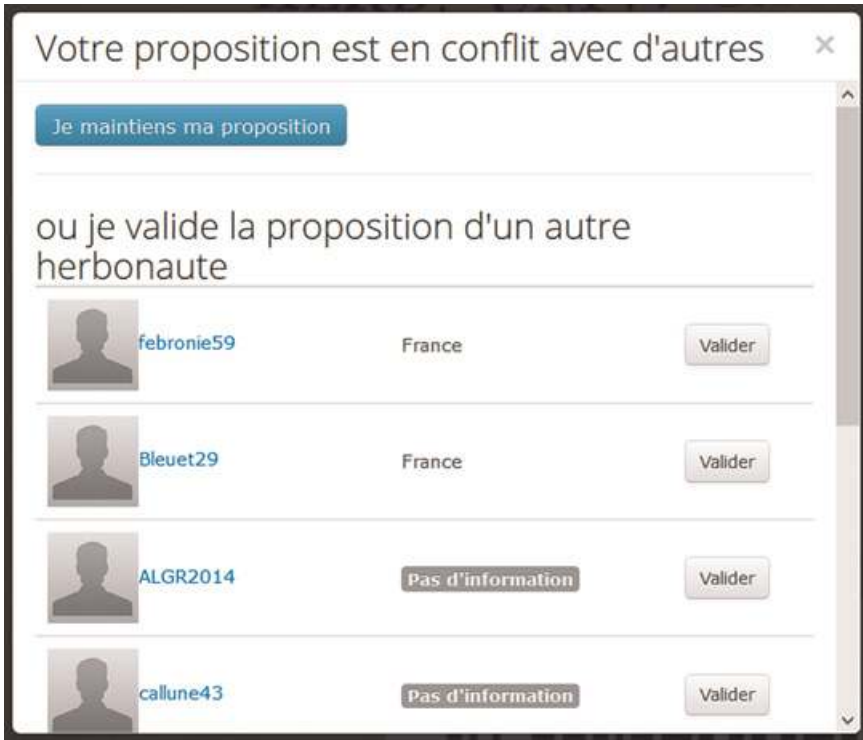 Votre proposition est en conflit avec d'autres ×
Je maintiens ma proposition
ou je valide la proposition d'un autre
herbonaute
febronie59 France Valider
Bleuet29 France Valider
ALGR2014 Pas d'information Valider
callune43 Pas d'information Valider